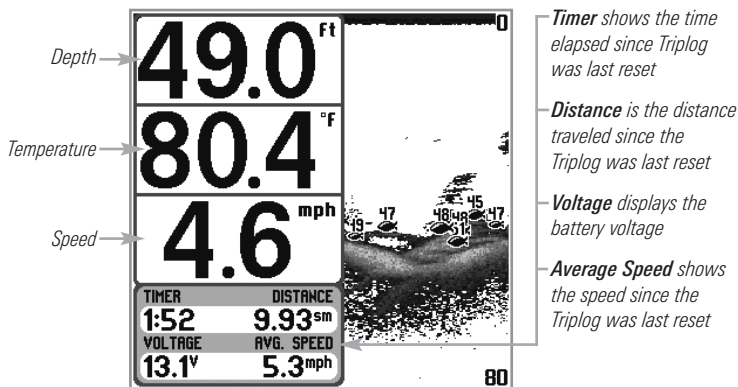 Depth
49.0 Ft
Temperature
80.4 °F
Speed
4.6 mph
TIMER DISTANCE
1:52 9.93sm
VOLTAGE AVG. SPEED
13.1V 5.3mph
0
45
47 48 48 47
49 51
80
Timer shows the time
elapsed since Triplog
was last reset
Distance is the distance
traveled since the
Triplog was last reset
Voltage displays the
battery voltage
Average Speed shows
the speed since the
Triplog was last reset